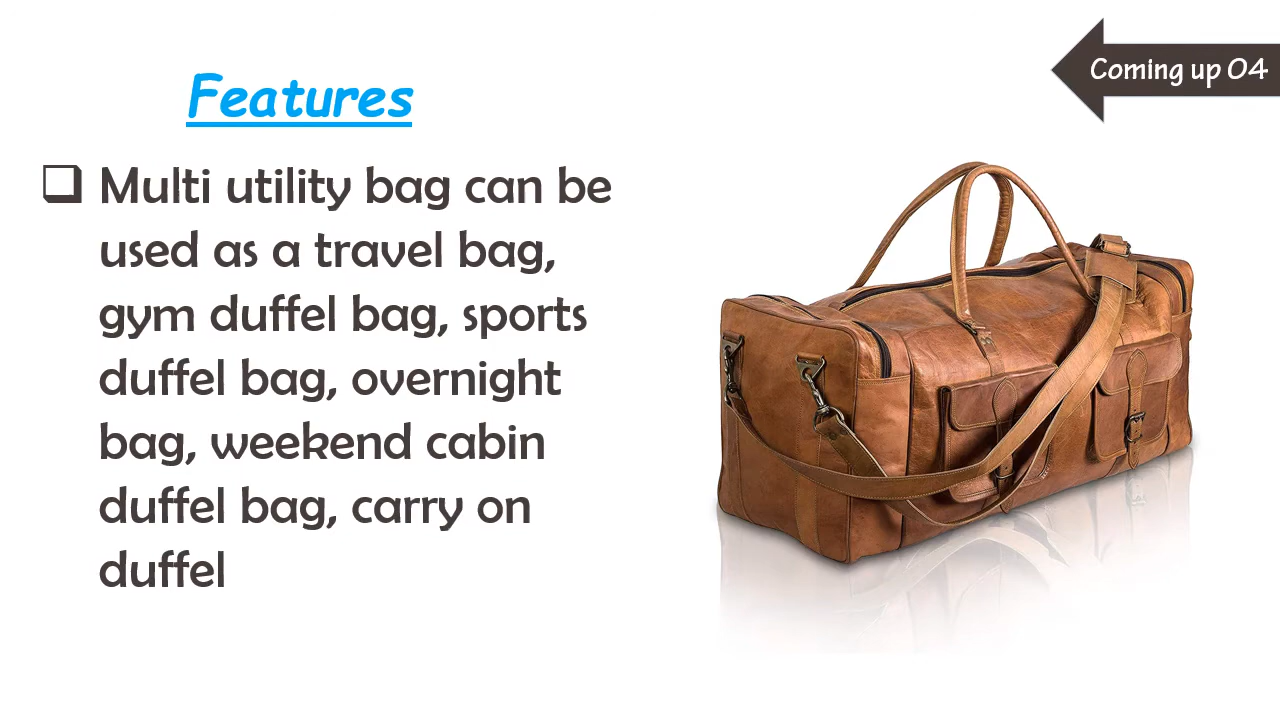 Coming up 04
Features
Multi utility bag can be
used as a travel bag,
gym duffel bag, sports
duffel bag, overnight
bag, weekend cabin
duffel bag, carry on
duffel